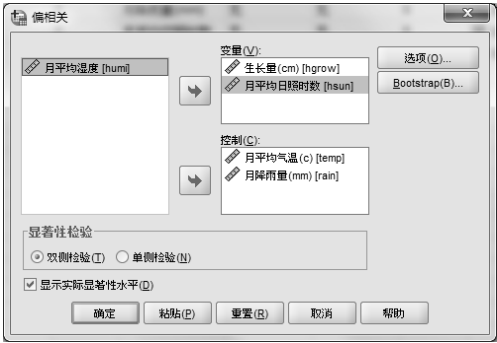 偏相关
变量(V):
月平均湿度 [humi]
生长量(cm) [hgrow]
月平均日照时数 [hsun]
选项(O)...
Bootstrap(B)...
控制(C):
月平均气温(c) [temp]
月降雨量(mm) [rain]
显著性检验
双侧检验(T) 单侧检验(N)
显示实际显著性水平(D)
确定 粘贴(P) 重置(R) 取消 帮助